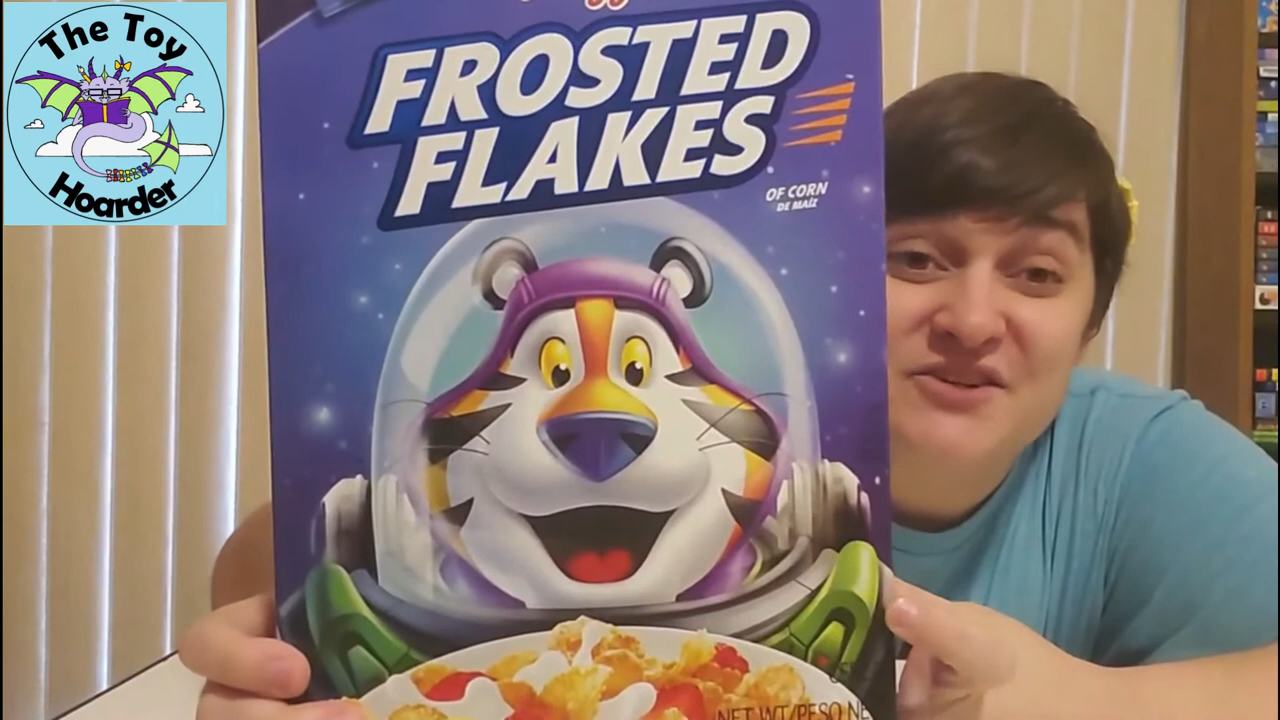 The Toy
Hoarder
FROSTED
FLAKES
OF CORN
DE MAÍZ
NET WT/PESO NE